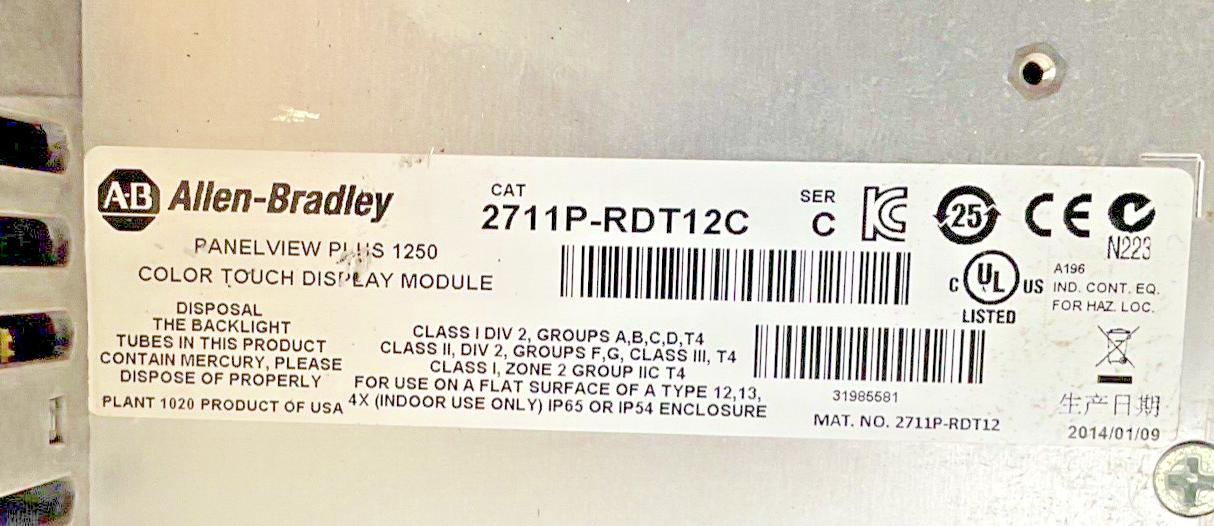 AB Allen-Bradley
PANELVIEW PLUS 1250
COLOR TOUCH DISPLAY MODULE
CAT
2711P-RDT12C
SER
C
25
CE
N223
C UL US
LISTED
A196
IND. CONT. EQ.
FOR HAZ. LOC.
DISPOSAL
THE BACKLIGHT
TUBES IN THIS PRODUCT
CONTAIN MERCURY, PLEASE
DISPOSE OF PROPERLY
PLANT 1020 PRODUCT OF USA
CLASS I DIV 2, GROUPS A,B,C,D,T4
CLASS II, DIV 2, GROUPS F,G, CLASS III, T4
CLASS I, ZONE 2 GROUP IIC T4
FOR USE ON A FLAT SURFACE OF A TYPE 12,13,
4X (INDOOR USE ONLY) IP65 OR IP54 ENCLOSURE
31985581
MAT. NO. 2711P-RDT12
生产日期
2014/01/09